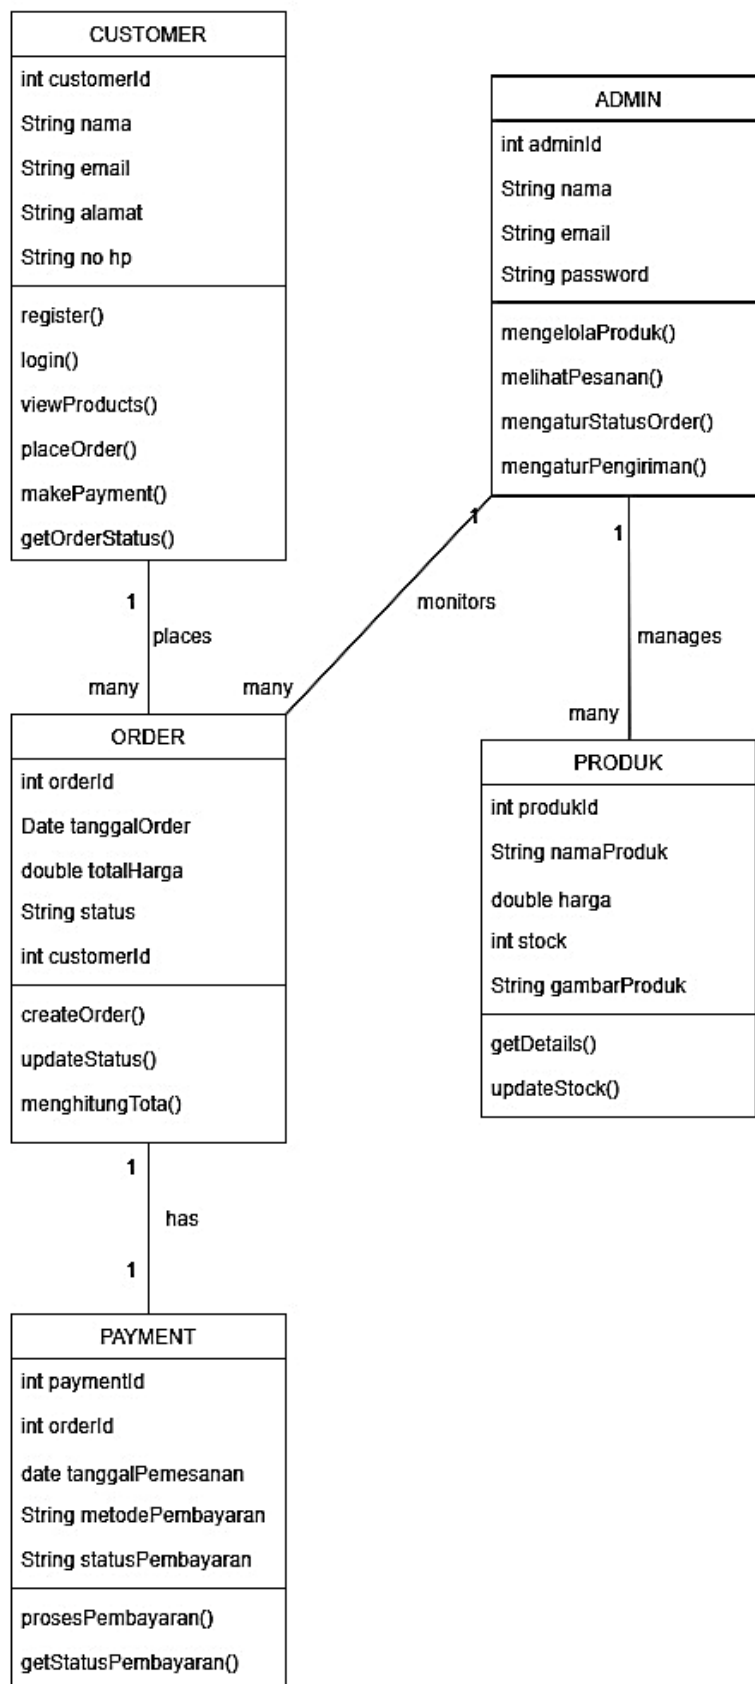 CUSTOMER
int customerId
String nama
String email
String alamat
String no hp
register()
login()
viewProducts()
placeOrder()
makePayment()
getOrderStatus()
ADMIN
int adminId
String nama
String email
String password
mengelolaProduk()
melihatPesanan()
mengaturStatusOrder()
mengaturPengiriman()
1
places
many
1
monitors
many
1
manages
many
ORDER
int orderId
Date tanggalOrder
double totalHarga
String status
int customerId
createOrder()
updateStatus()
menghitungTota()
PRODUK
int produkId
String namaProduk
double harga
int stock
String gambarProduk
getDetails()
updateStock()
1
has
1
PAYMENT
int paymentId
int orderId
date tanggalPemesanan
String metodePembayaran
String statusPembayaran
prosesPembayaran()
getStatusPembayaran()